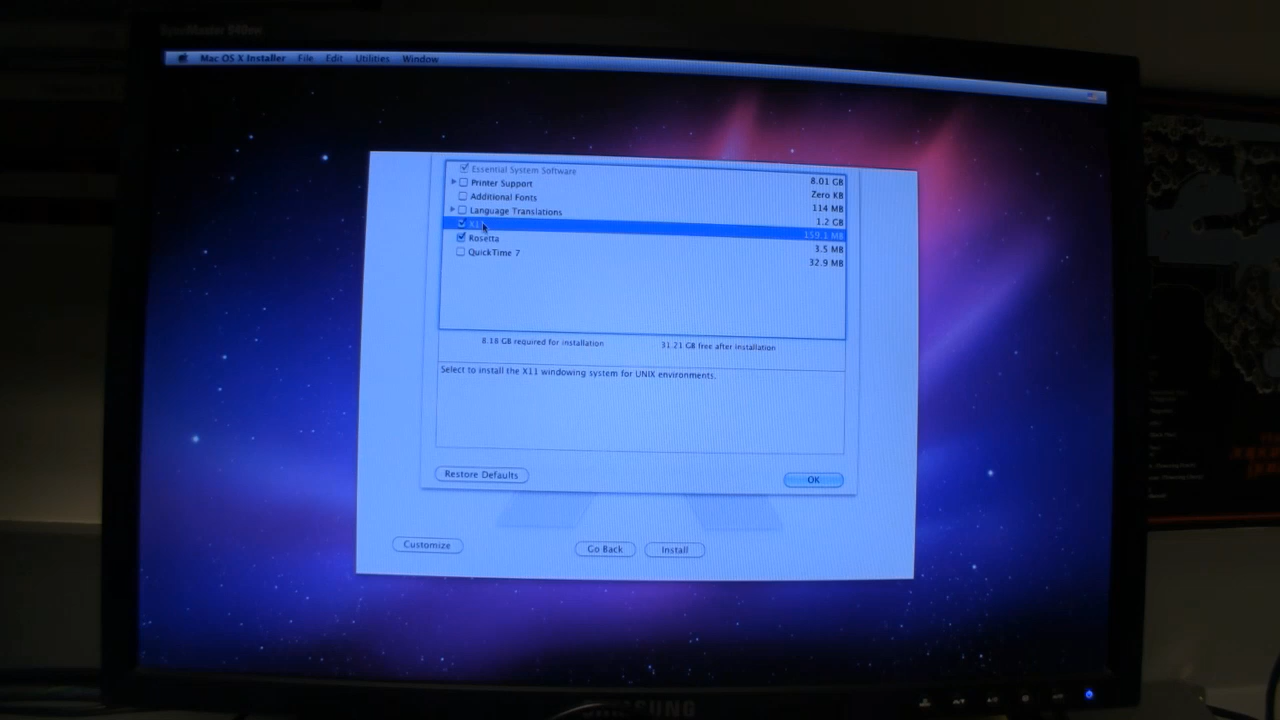 SyncMaster 940nw
Mac OS X Installer File Edit Utilities Window
Essential System Software 8.01 GB
Printer Support Zero KB
Additional Fonts 114 MB
Language Translations 1.2 GB
X11 159.1 MB
Rosetta 3.5 MB
QuickTime 7 32.9 MB
8.18 GB required for installation 31.21 GB free after installation
Select to install the X11 windowing system for UNIX environments.
Restore Defaults OK
Customize Go Back Install
SAMSUNG